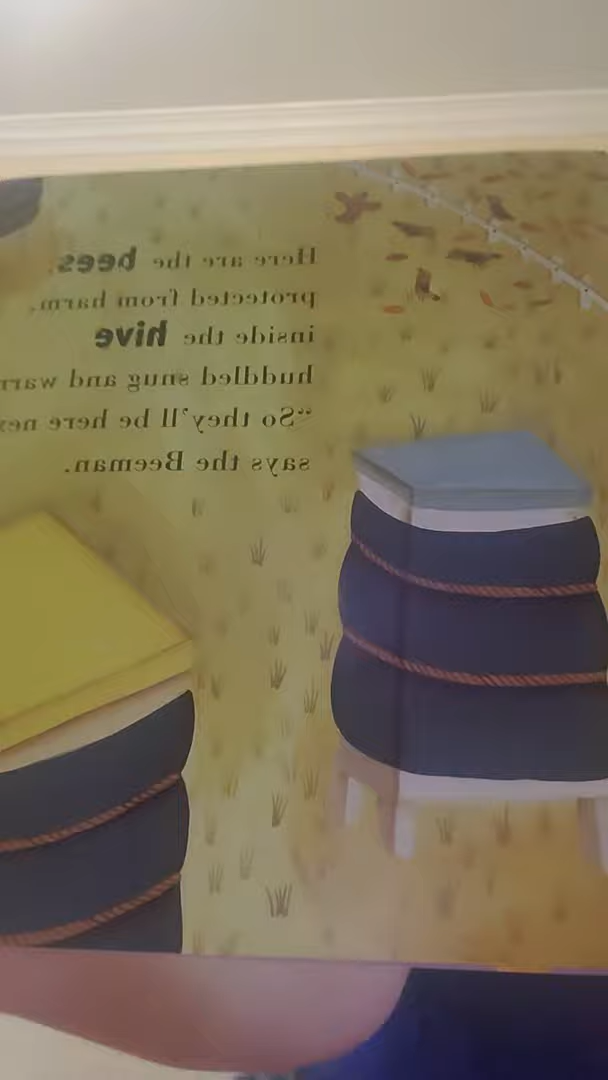 Here are the bees,
protected from harm,
inside the hive
huddled snug and
“So they'll be here
says the Beeman.